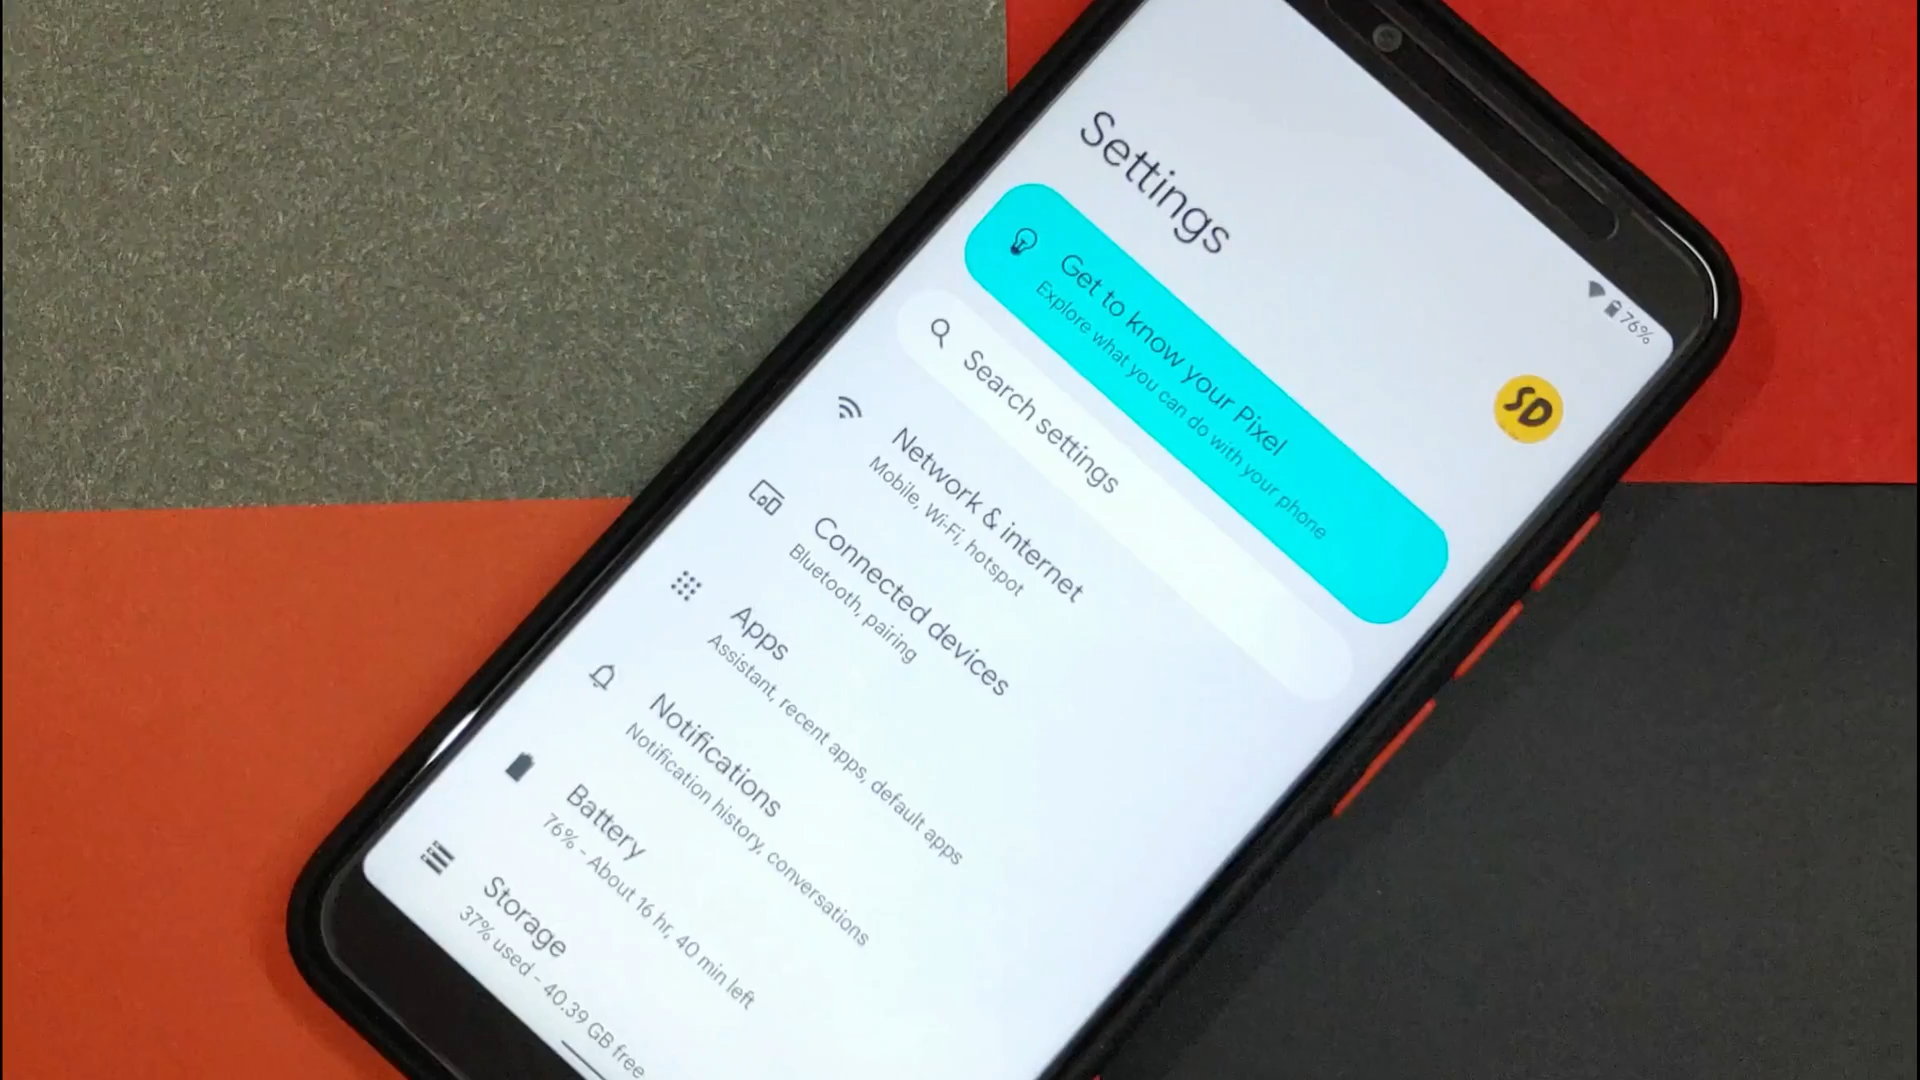 76%
Settings
SD
Get to know your Pixel
Explore what you can do with your phone
Search settings
Network & internet
Mobile, Wi-Fi, hotspot
Connected devices
Bluetooth, pairing
Apps
Assistant, recent apps, default apps
Notifications
Notification history, conversations
Battery
76% - About 16 hr, 40 min left
Storage
37% used - 40.39 GB free